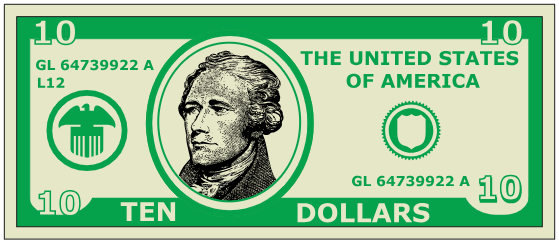 10 10
GL 64739922 A
L12
THE UNITED STATES
OF AMERICA
GL 64739922 A
10 10
TEN DOLLARS